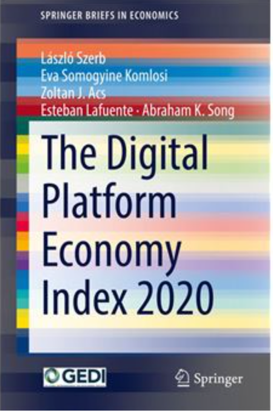 SPRINGER BRIEFS IN ECONOMICS
László Szerb
Eva Somogyine Komlosi
Zoltan J. Acs
Esteban Lafuente · Abraham K. Song
The Digital
Platform
Economy
Index 2020
GEDI
Springer